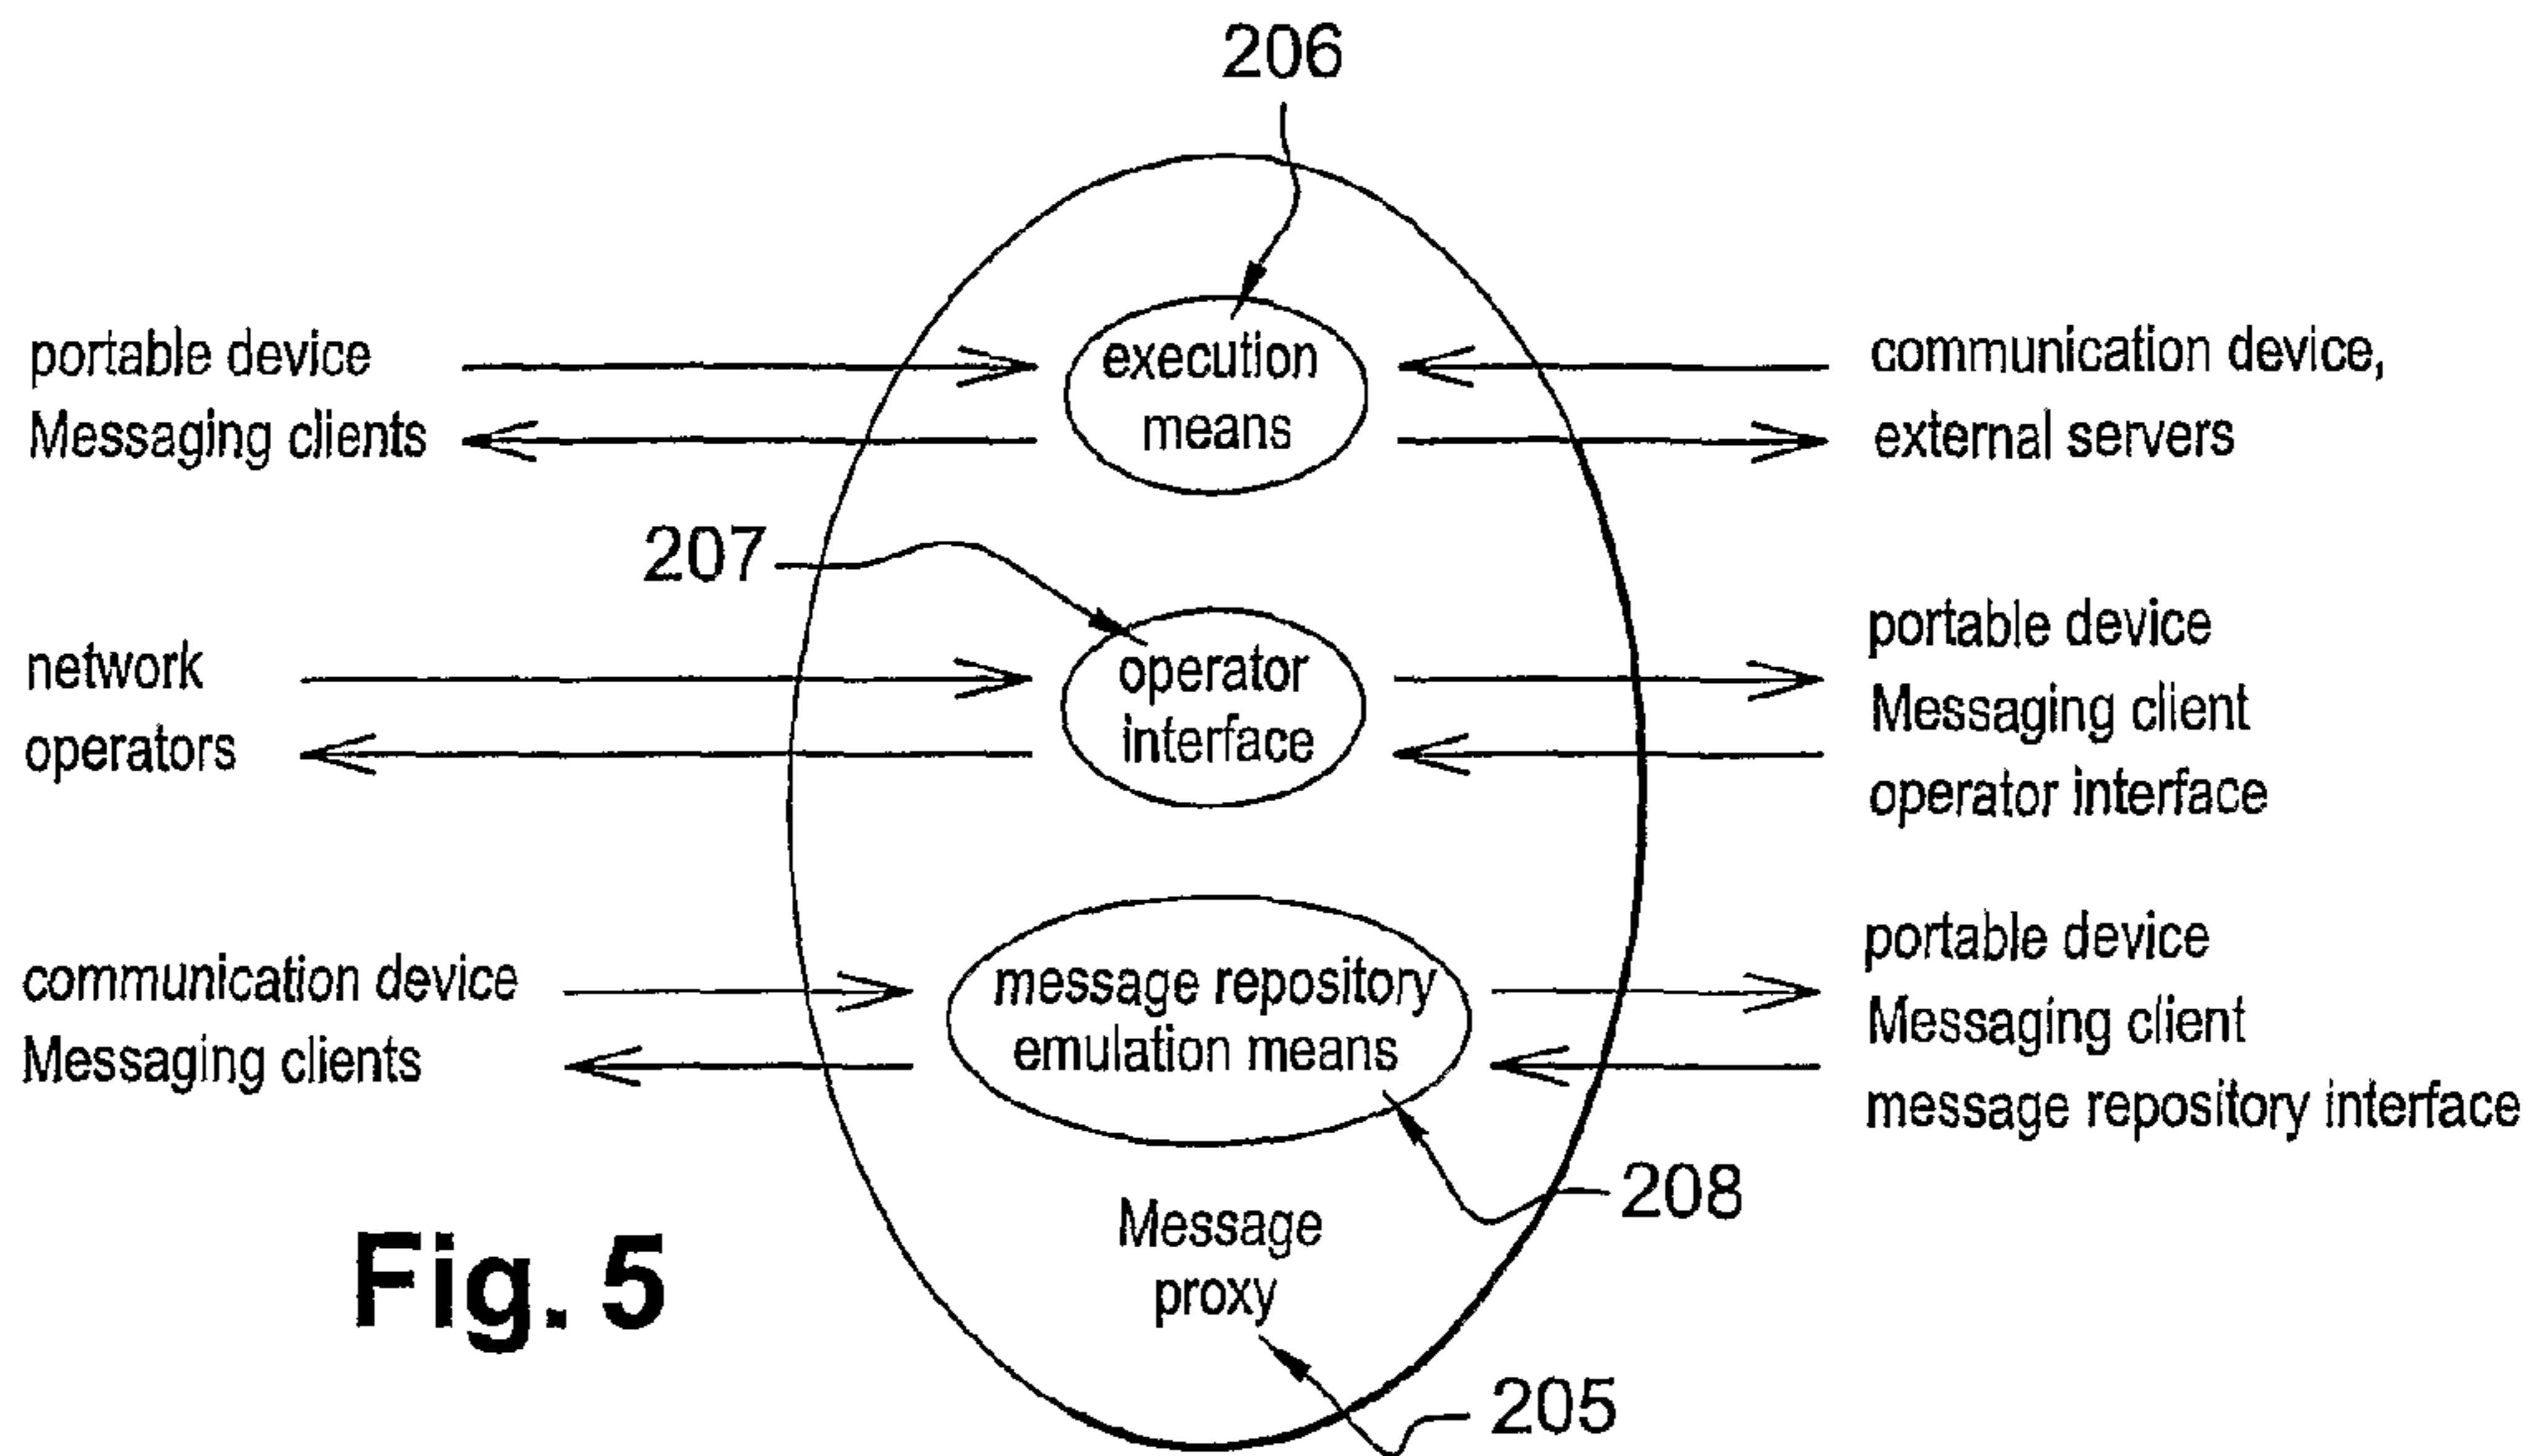 206
portable device
Messaging clients
execution
means
communication device,
external servers
207
network
operators
operator
interface
portable device
Messaging client
operator interface
communication device
Messaging clients
message repository
emulation means
portable device
Messaging client
message repository interface
208
Message
proxy
205
Fig. 5